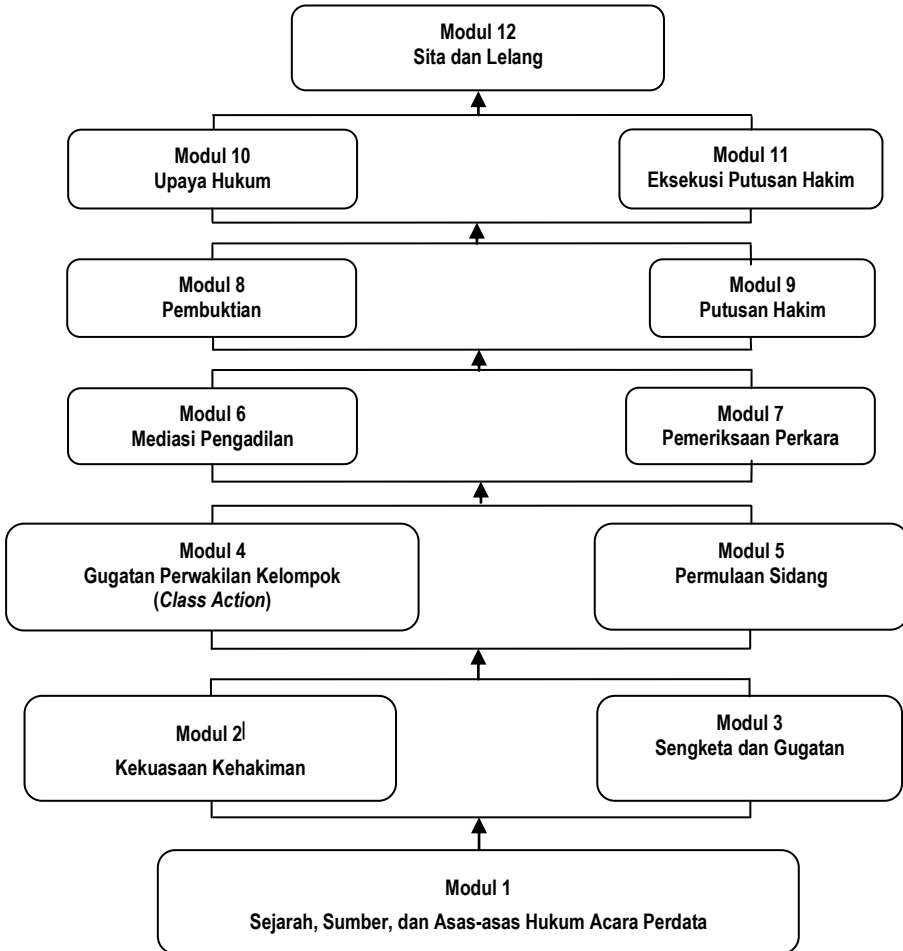 Modul 12
Sita dan Lelang
Modul 10
Upaya Hukum
Modul 11
Eksekusi Putusan Hakim
Modul 8
Pembuktian
Modul 9
Putusan Hakim
Modul 6
Mediasi Pengadilan
Modul 7
Pemeriksaan Perkara
Modul 4
Gugatan Perwakilan Kelompok
(Class Action)
Modul 5
Permulaan Sidang
Modul 2
Kekuasaan Kehakiman
Modul 3
Sengketa dan Gugatan
Modul 1
Sejarah, Sumber, dan Asas-asas Hukum Acara Perdata